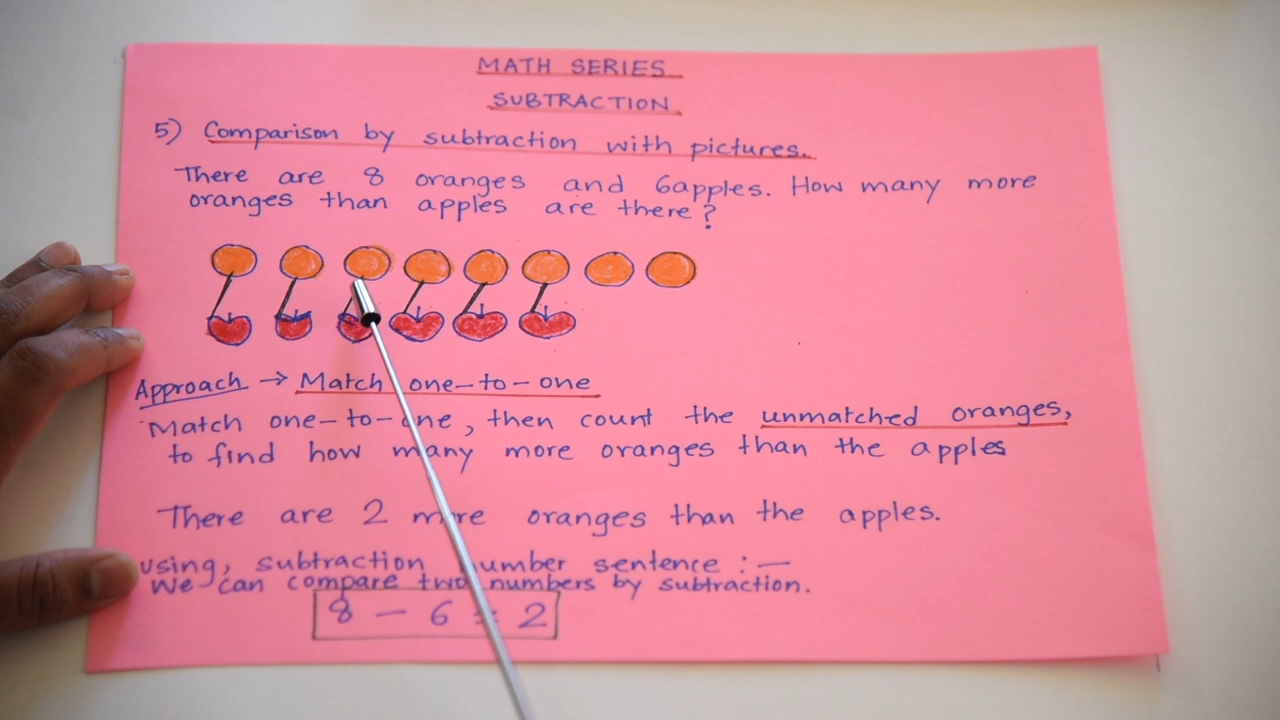 MATH SERIES
SUBTRACTION
5) Comparison by subtraction with pictures.
There are 8 oranges and 6apples. How many more
oranges than apples are there?
Approach → Match one-to-one
Match one-to-one, then count the unmatched oranges,
to find how many more oranges than the apples
There are 2 more oranges than the apples.
using, subtraction number sentence :—
We can compare two numbers by subtraction.
8 - 6 = 2